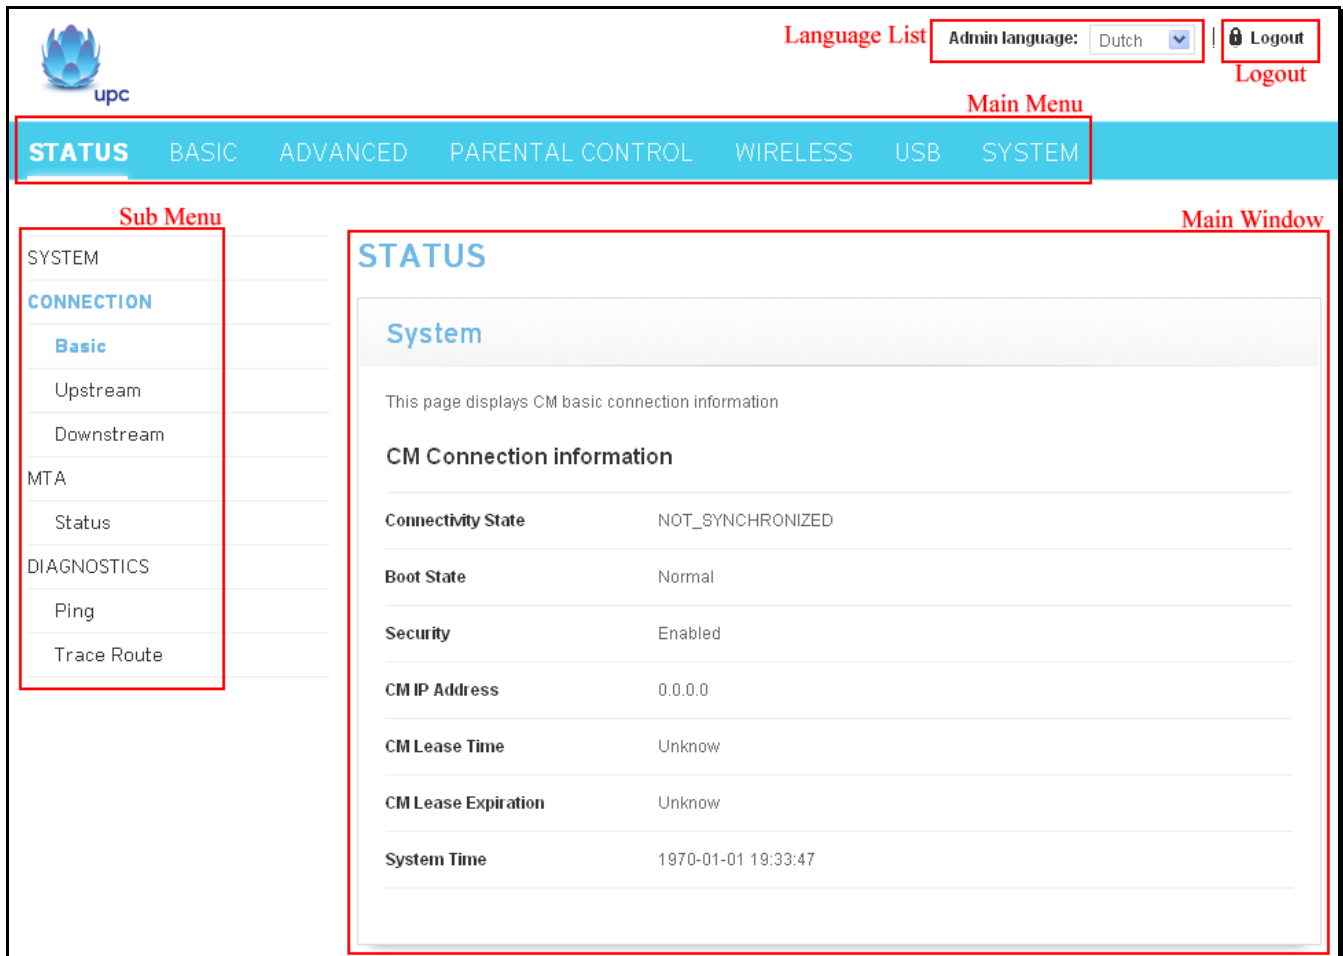 Language List Admin language: Dutch | Logout
Logout
upc
Main Menu
STATUS BASIC ADVANCED PARENTAL CONTROL WIRELESS USB SYSTEM
Sub Menu
SYSTEM
CONNECTION
Basic
Upstream
Downstream
MTA
Status
DIAGNOSTICS
Ping
Trace Route
Main Window
STATUS
System
This page displays CM basic connection information
CM Connection information
Connectivity State NOT_SYNCHRONIZED
Boot State Normal
Security Enabled
CM IP Address 0.0.0.0
CM Lease Time Unknow
CM Lease Expiration Unknow
System Time 1970-01-01 19:33:47